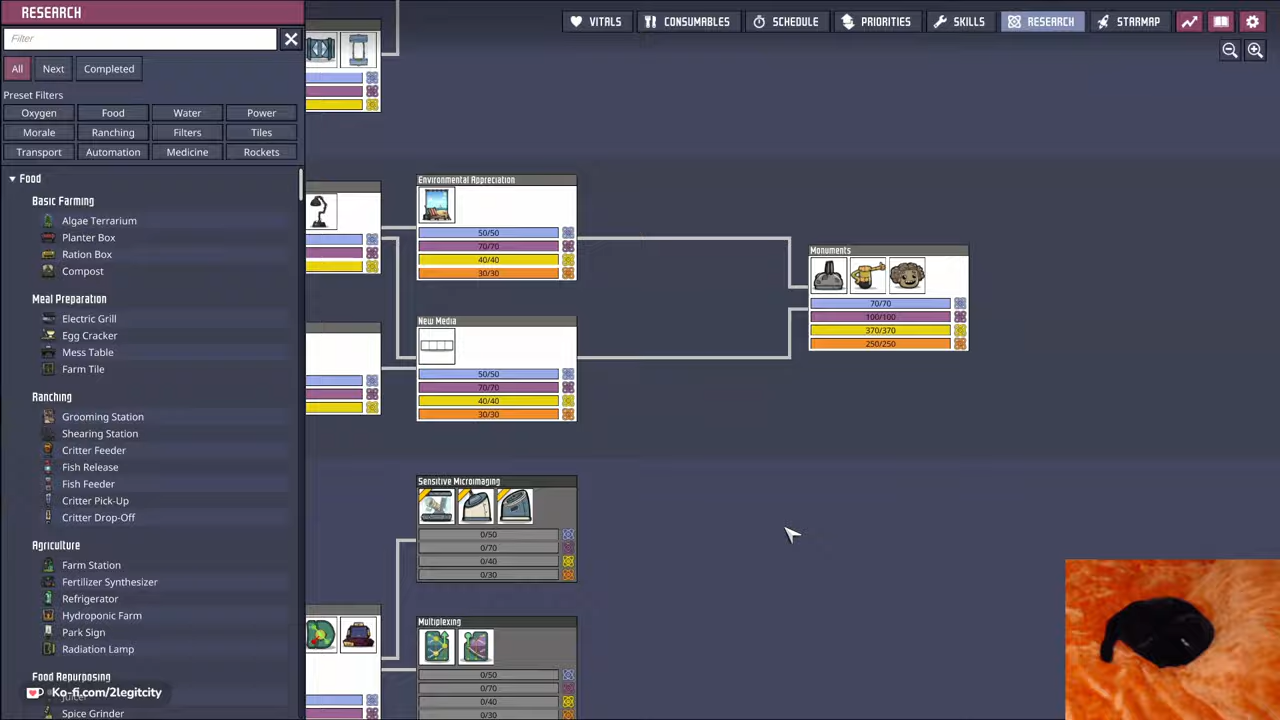 RESEARCH
VITALS
CONSUMABLES
SCHEDULE
PRIORITIES
SKILLS
RESEARCH
STARMAP
Filter
All
Next
Completed
Preset Filters
Oxygen
Food
Water
Power
Morale
Ranching
Filters
Tiles
Transport
Automation
Medicine
Rockets
Food
Basic Farming
Algae Terrarium
Planter Box
Ration Box
Compost
Meal Preparation
Electric Grill
Egg Cracker
Mess Table
Farm Tile
Ranching
Grooming Station
Shearing Station
Critter Feeder
Fish Release
Fish Feeder
Critter Pick-Up
Critter Drop-Off
Agriculture
Farm Station
Fertilizer Synthesizer
Refrigerator
Hydroponic Farm
Park Sign
Radiation Lamp
Food Repurposing
Spice Grinder
Ko-fi.com/2legitcity
Environmental Appreciation
50/50
70/70
40/40
30/30
New Media
50/50
70/70
40/40
30/30
Monuments
70/70
100/100
370/370
250/250
Sensitive Microimaging
0/50
0/70
0/40
0/30
Multiplexing
0/50
0/70
0/40
0/30